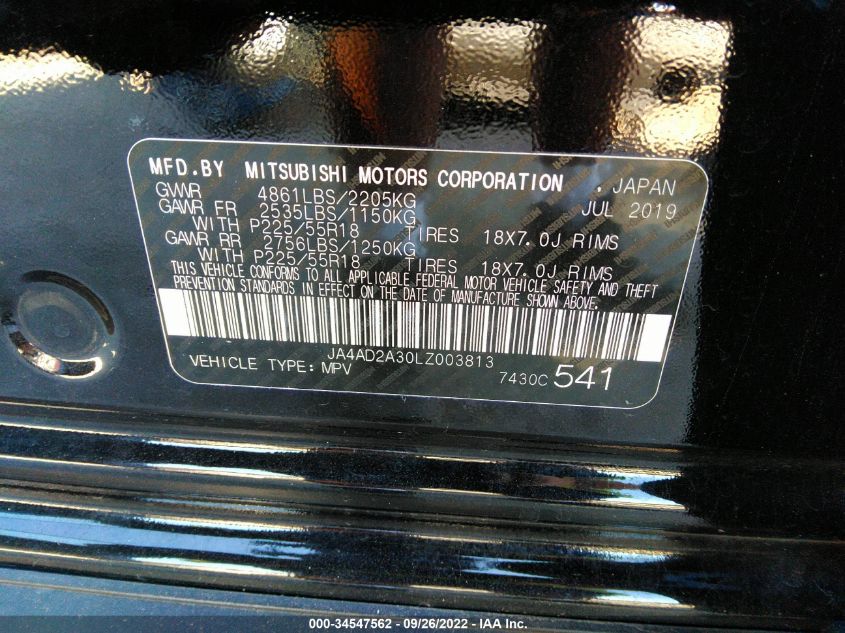 MFD.BY MITSUBISHI MOTORS CORPORATION . JAPAN
GVWR 4861LBS/2205KG JUL 2019
GAWR FR 2535LBS/1150KG
WITH P225/55R18 TIRES 18X7.0J RIMS
GAWR RR 2756LBS/1250KG
WITH P225/55R18 TIRES 18X7.0J RIMS
THIS VEHICLE CONFORMS TO ALL APPLICABLE FEDERAL MOTOR VEHICLE SAFETY AND THEFT
PREVENTION STANDARDS IN EFFECT ON THE DATE OF MANUFACTURE SHOWN ABOVE.
JA4AD2A30LZ003813
VEHICLE TYPE: MPV 7430C 541
000-34547562 - 09/26/2022 - IAA Inc.